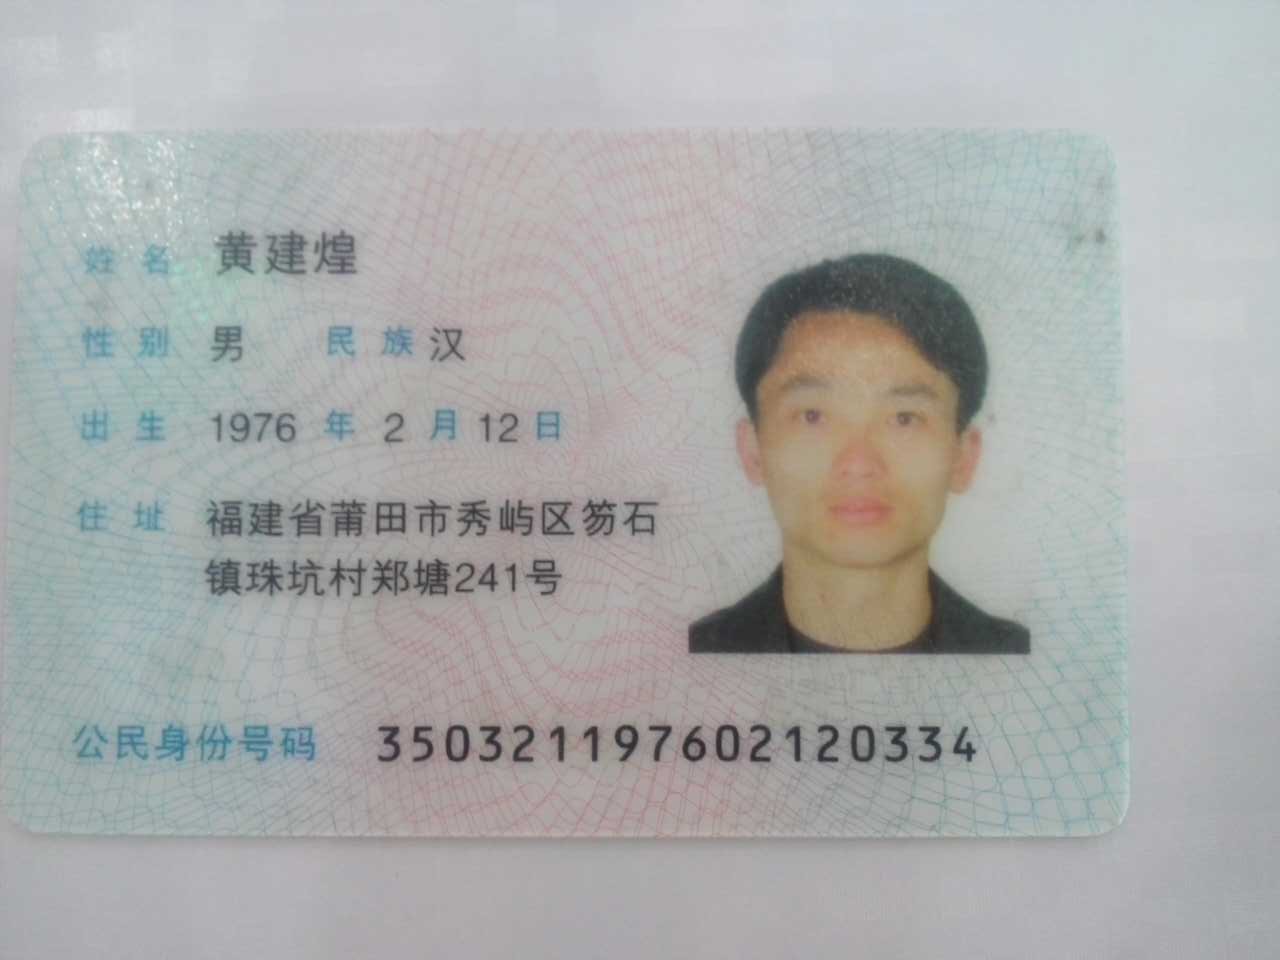 姓名 黄建煌
性别 男 民族 汉
出生 1976 年 2 月 12 日
住址 福建省莆田市秀屿区笏石
镇珠坑村郑塘241号
公民身份号码 350321197602120334